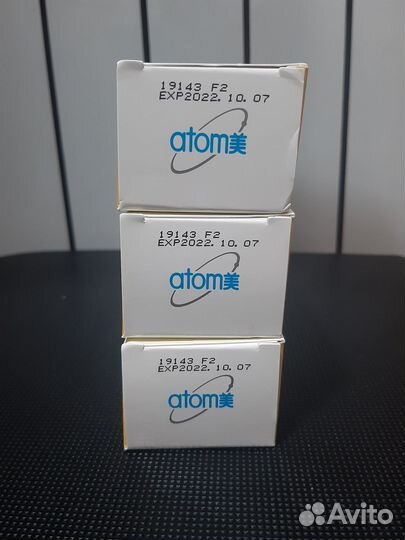 19143 F2
EXP2022. 10. 07
atom美
19143 F2
EXP2022. 10. 07
atom美
19143 F2
EXP2022. 10. 07
atom美
Avito